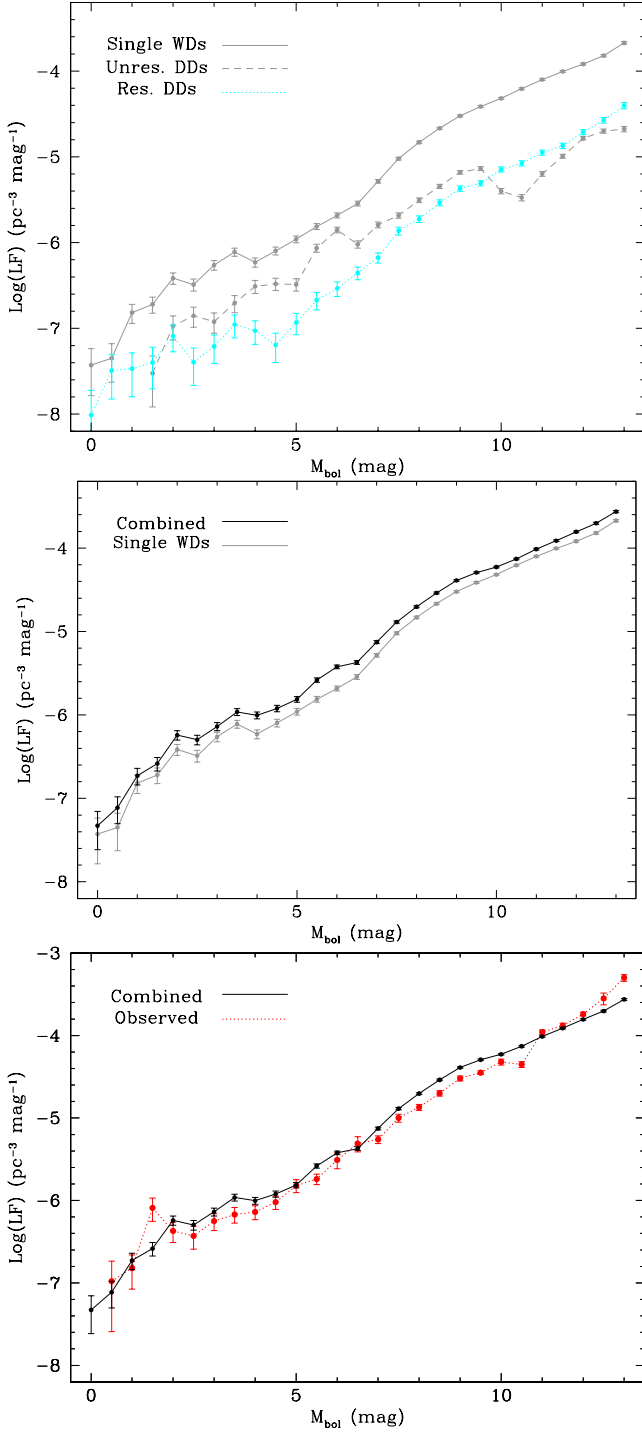 Single WDs
Unres. DDs
Res. DDs
Log(LF) (pc⁻³ mag⁻¹)
−4
−5
−6
−7
−8
0
5
10
M_bol (mag)
Combined
Single WDs
Log(LF) (pc⁻³ mag⁻¹)
−4
−5
−6
−7
−8
0
5
10
M_bol (mag)
Combined
Observed
Log(LF) (pc⁻³ mag⁻¹)
−3
−4
−5
−6
−7
−8
0
5
10
M_bol (mag)